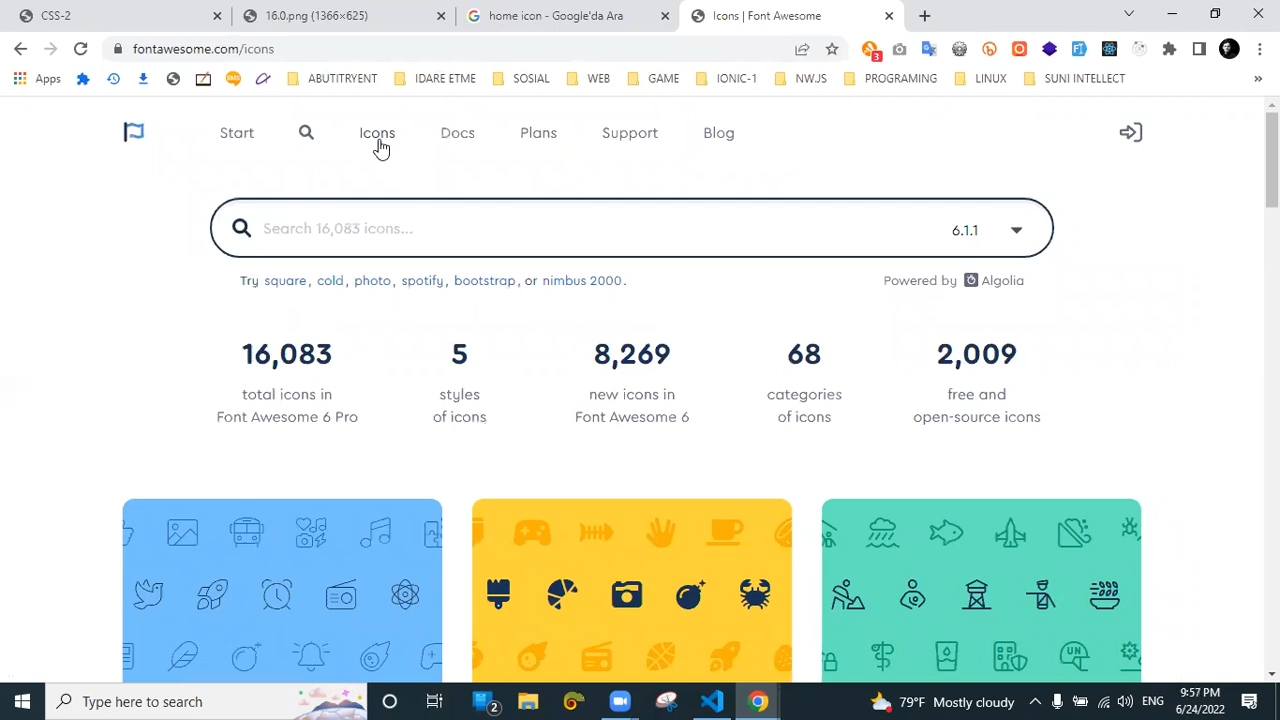 CSS-2
16.0.png (1366×625)
home icon - Google'da Ara
Icons | Font Awesome
fontawesome.com/icons
3
Apps
ABUTITRYENT
IDARE ETME
SOSIAL
WEB
GAME
IONIC-1
NW.JS
PROGRAMING
LINUX
SUNI INTELLECT
Start
Icons
Docs
Plans
Support
Blog
Search 16,083 icons...
6.1.1
Try square, cold, photo, spotify, bootstrap, or nimbus 2000.
Powered by Algolia
16,083
total icons in
Font Awesome 6 Pro
5
styles
of icons
8,269
new icons in
Font Awesome 6
68
categories
of icons
2,009
free and
open-source icons
UN
Type here to search
2
79°F Mostly cloudy
ENG
9:57 PM
6/24/2022